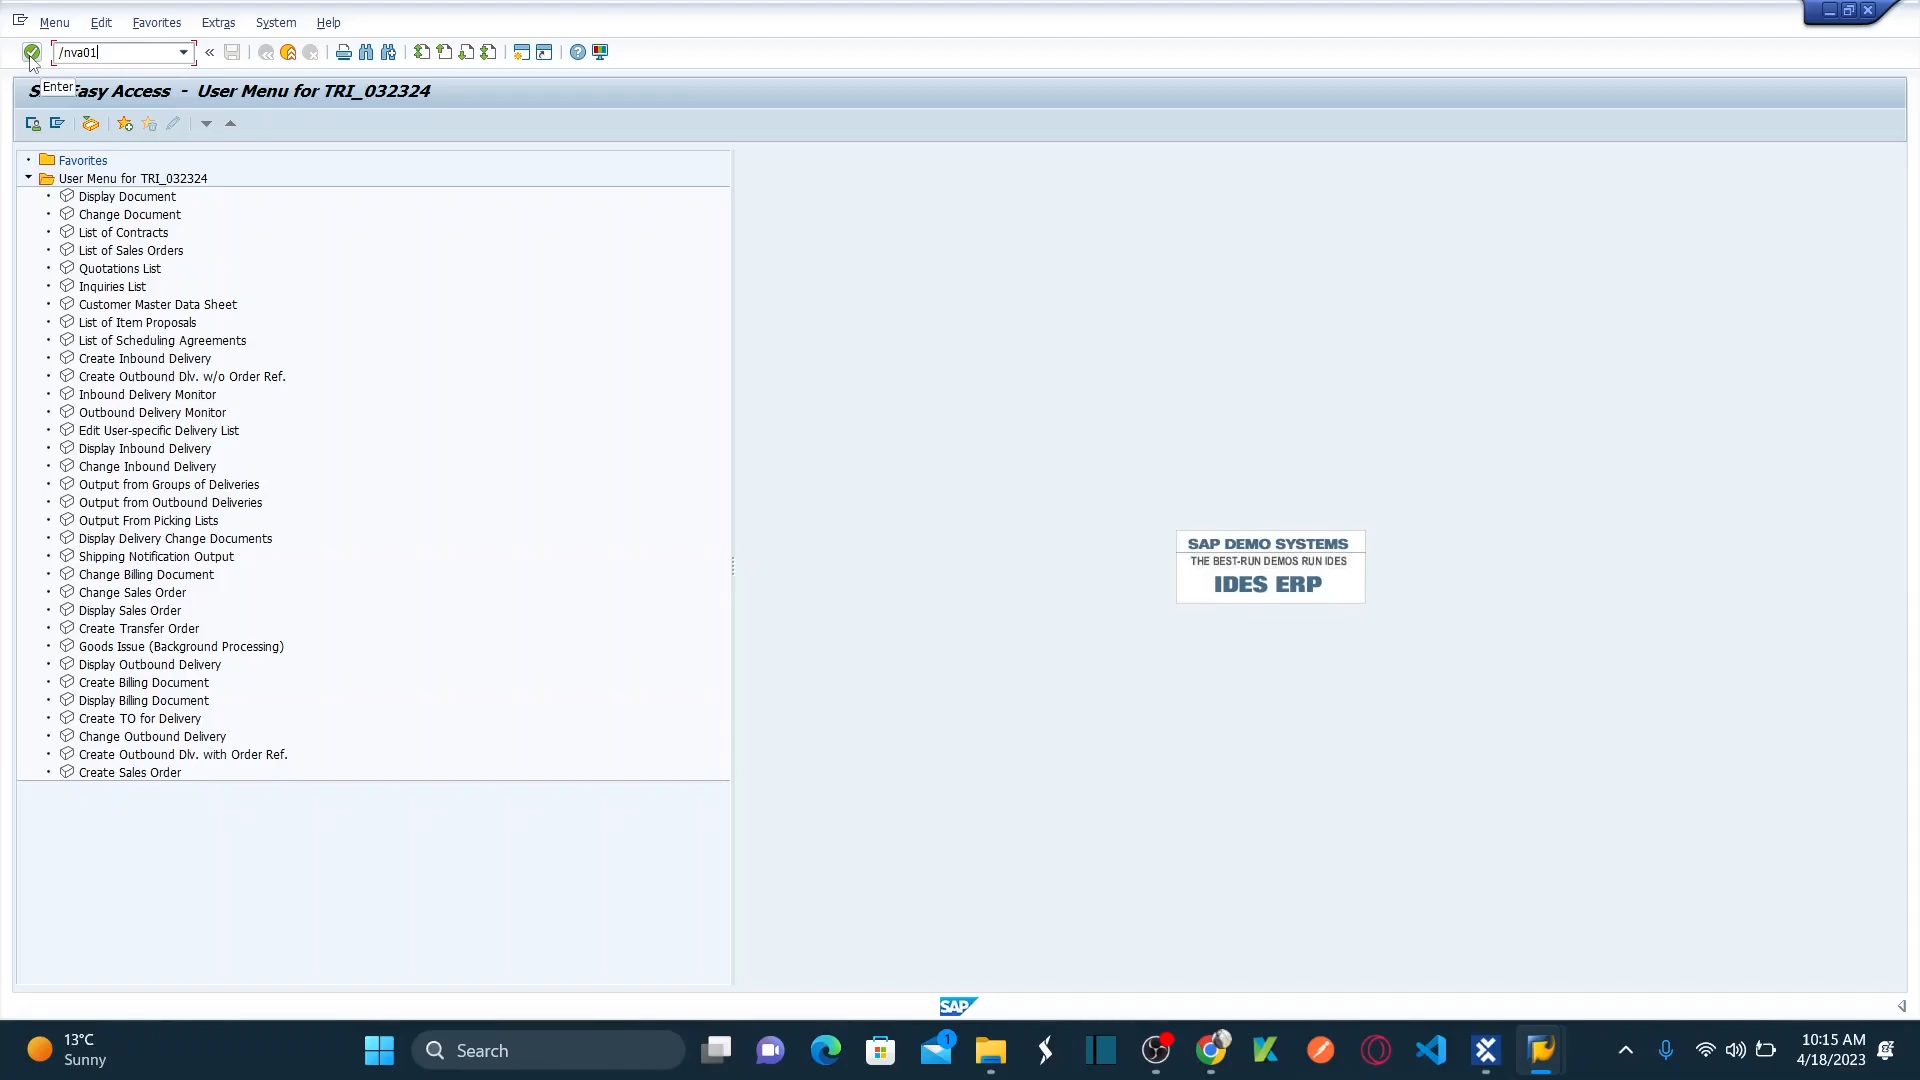 Menu Edit Favorites Extras System Help
/nva01
Enter
Easy Access - User Menu for TRI_032324
Favorites
User Menu for TRI_032324
Display Document
Change Document
List of Contracts
List of Sales Orders
Quotations List
Inquiries List
Customer Master Data Sheet
List of Item Proposals
List of Scheduling Agreements
Create Inbound Delivery
Create Outbound Dlv. w/o Order Ref.
Inbound Delivery Monitor
Outbound Delivery Monitor
Edit User-specific Delivery List
Display Inbound Delivery
Change Inbound Delivery
Output from Groups of Deliveries
Output from Outbound Deliveries
Output From Picking Lists
Display Delivery Change Documents
Shipping Notification Output
Change Billing Document
Change Sales Order
Display Sales Order
Create Transfer Order
Goods Issue (Background Processing)
Display Outbound Delivery
Create Billing Document
Display Billing Document
Create TO for Delivery
Change Outbound Delivery
Create Outbound Dlv. with Order Ref.
Create Sales Order
SAP DEMO SYSTEMS
THE BEST-RUN DEMOS RUN IDES
IDES ERP
SAP
13°C
Sunny
Search
1
10:15 AM
4/18/2023